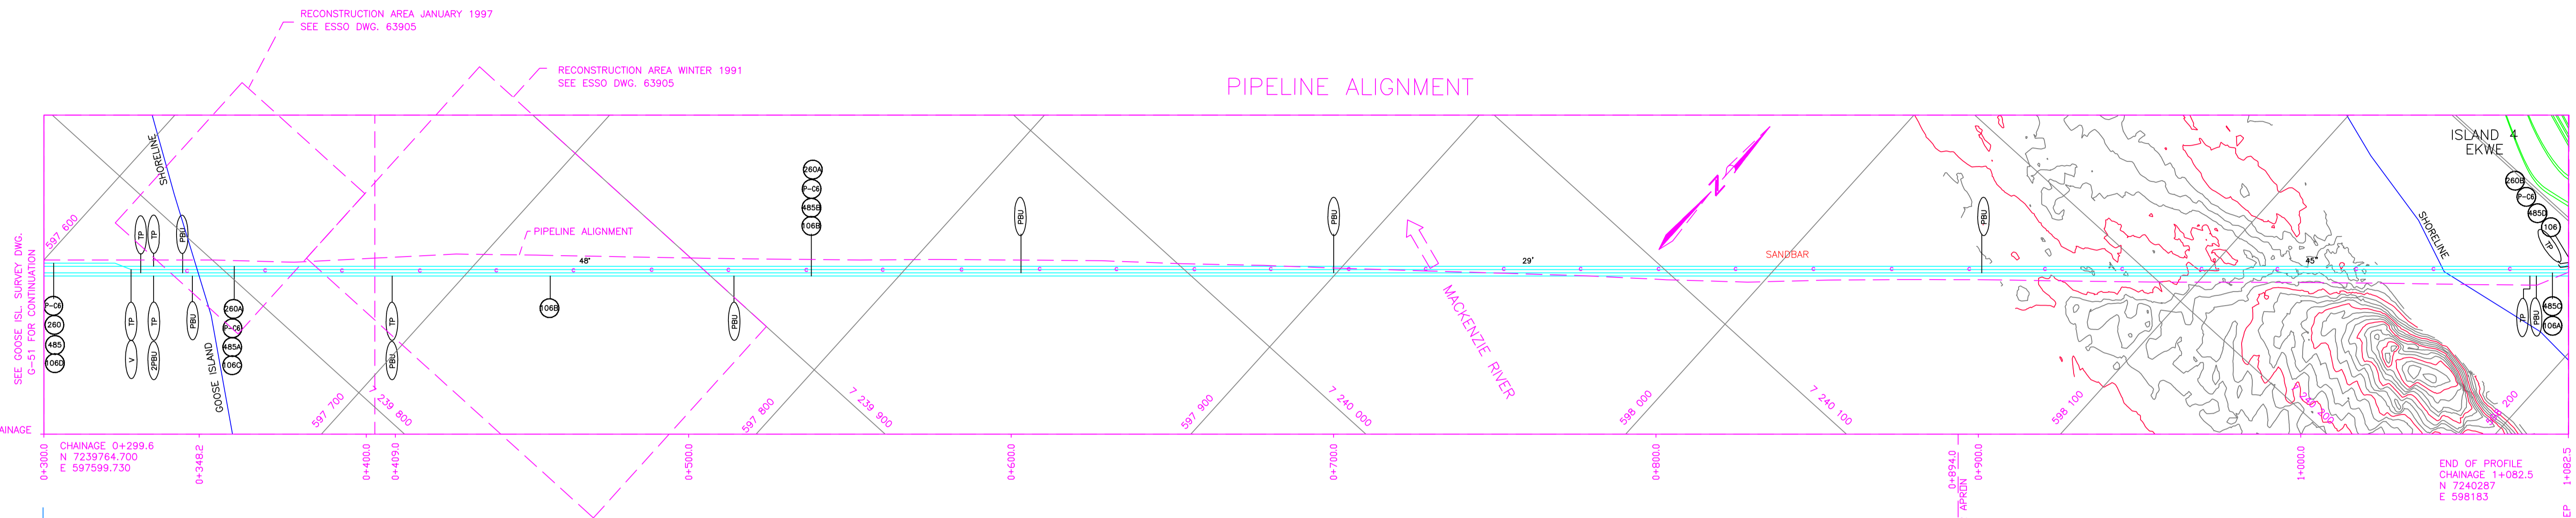 RECONSTRUCTION AREA JANUARY 1997
SEE ESSO DWG. 63905
RECONSTRUCTION AREA WINTER 1991
SEE ESSO DWG. 63905
PIPELINE ALIGNMENT
ISLAND 4
EKWE
SEE GOOSE ISL. SURVEY DWG.
G-51 FOR CONTINUATION
597 600
SHORELINE
TP
TP
PBU
260A
P-C6
485B
106B
PBU
PBU
PBU
260B
P-C6
485D
106
TP
SHORELINE
PIPELINE ALIGNMENT
N
SANDBAR
48"
29'
45"
C C C C C C C C C C C C C C C C C C C C C C C C C C C C C C
P-C6
260
485
106D
TP
V
TP
2PBU
PBU
GOOSE ISLAND
260A
P-C6
485A
106C
TP
PBU
106B
PBU
MACKENZIE RIVER
TP
PBU
485C
106A
597 700
7 239 800
597 800
7 239 900
597 900
7 240 000
598 000
7 240 100
598 100
240 200
598 200
AINAGE
CHAINAGE 0+299.6
N 7239764.700
E 597599.730
0+300.0
0+348.2
0+400.0
0+409.0
0+500.0
0+600.0
0+700.0
0+800.0
0+894.0
APRON
0+900.0
1+000.0
END OF PROFILE
CHAINAGE 1+082.5
N 7240287
E 598183
EP
1+082.5